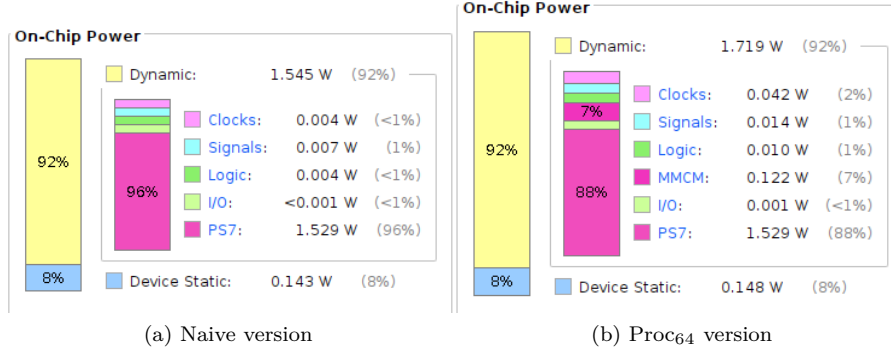 On-Chip Power
Dynamic: 1.545 W (92%)
92%
96%
Clocks: 0.004 W (<1%)
Signals: 0.007 W (1%)
Logic: 0.004 W (<1%)
I/O: <0.001 W (<1%)
PS7: 1.529 W (96%)
8%
Device Static: 0.143 W (8%)
(a) Naive version
On-Chip Power
Dynamic: 1.719 W (92%)
92%
7%
88%
Clocks: 0.042 W (2%)
Signals: 0.014 W (1%)
Logic: 0.010 W (1%)
MMCM: 0.122 W (7%)
I/O: 0.001 W (<1%)
PS7: 1.529 W (88%)
8%
Device Static: 0.148 W (8%)
(b) Proc64 version